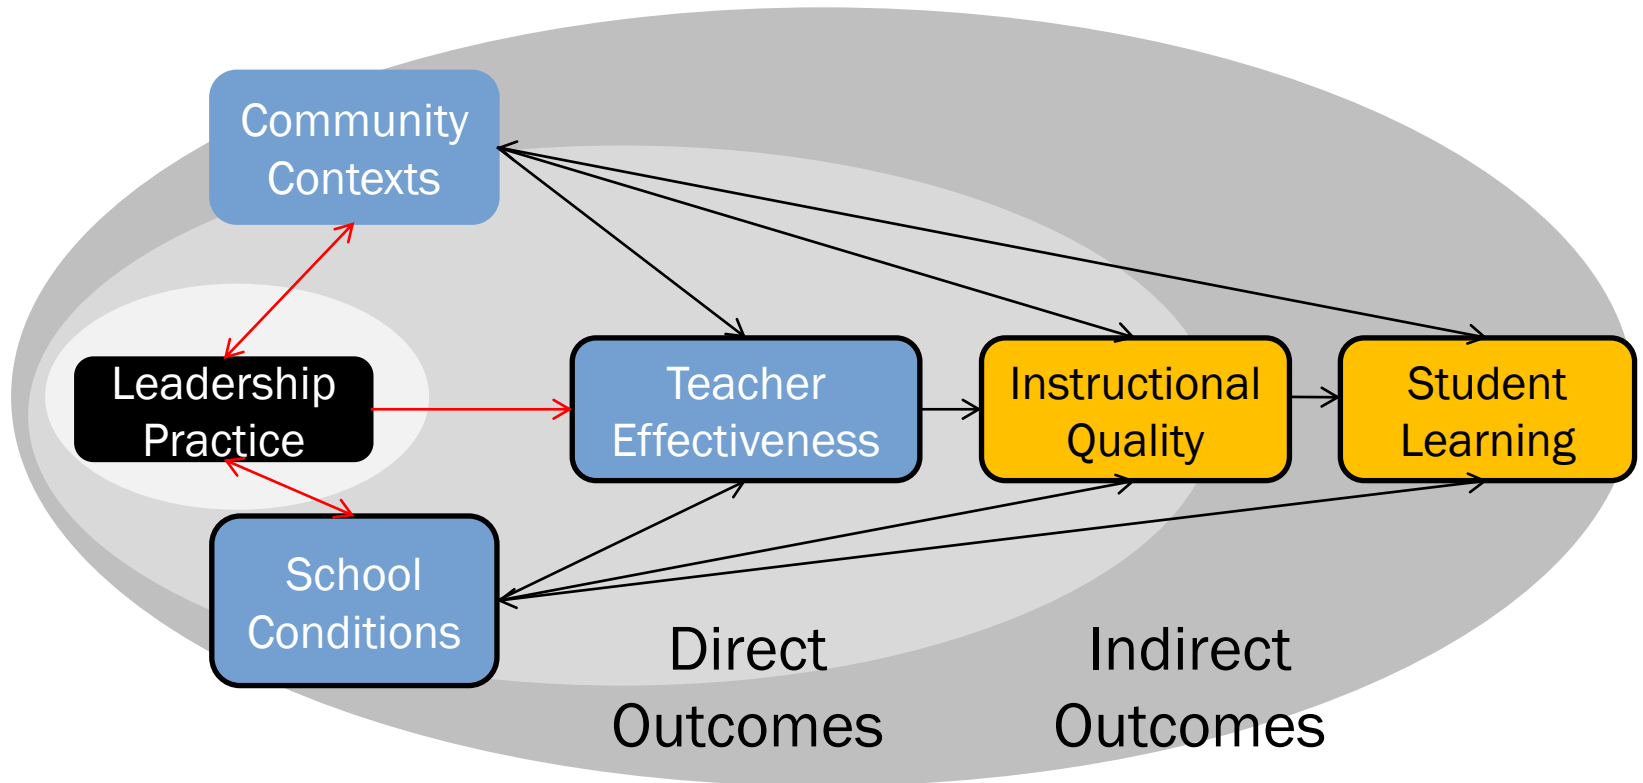 Community
Contexts
Leadership
Practice
Teacher
Effectiveness
Instructional
Quality
Student
Learning
School
Conditions
Direct
Outcomes
Indirect
Outcomes